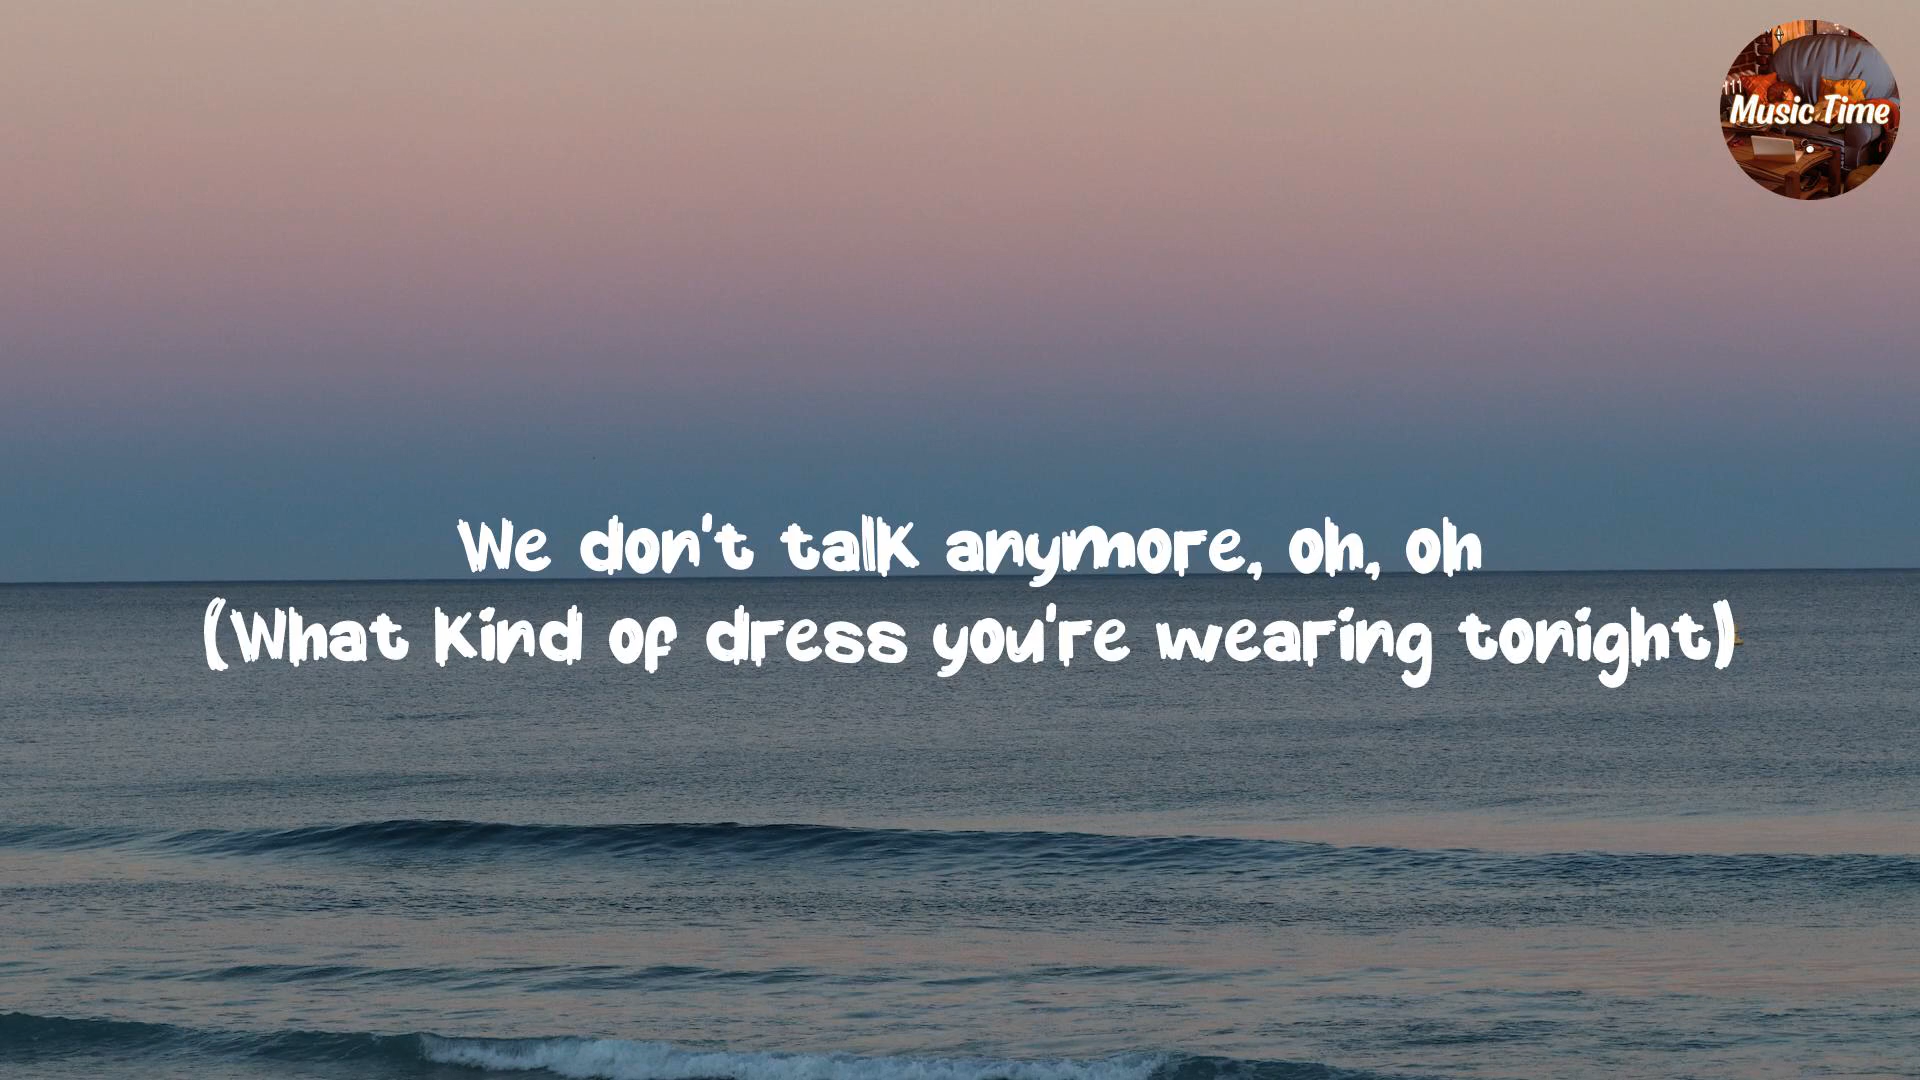 Music Time
We don't talk anymore, oh, oh
(What kind of dress you're wearing tonight)